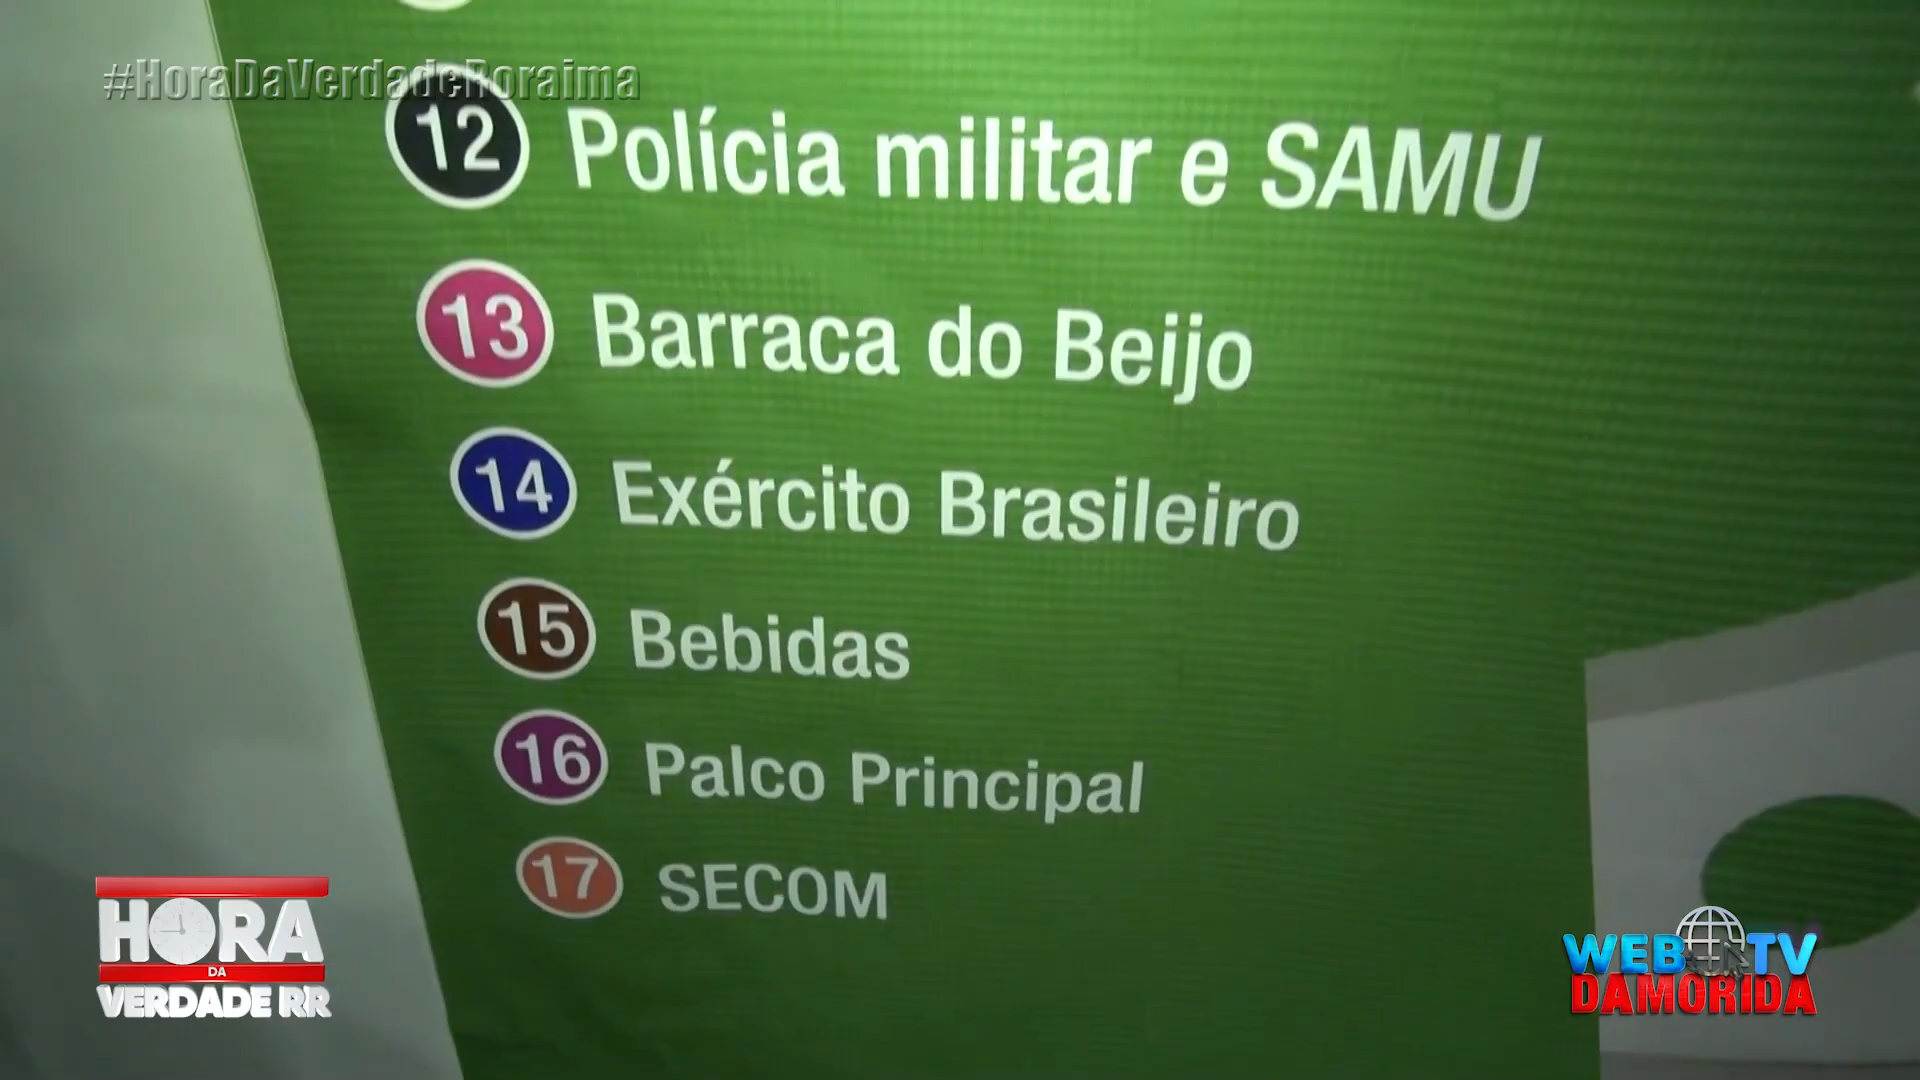 #HoraDaVerdadeRoraima
12 Polícia militar e SAMU
13 Barraca do Beijo
14 Exército Brasileiro
15 Bebidas
16 Palco Principal
17 SECOM
HORA
DA
VERDADE RR
WEB TV
DAMORIDA